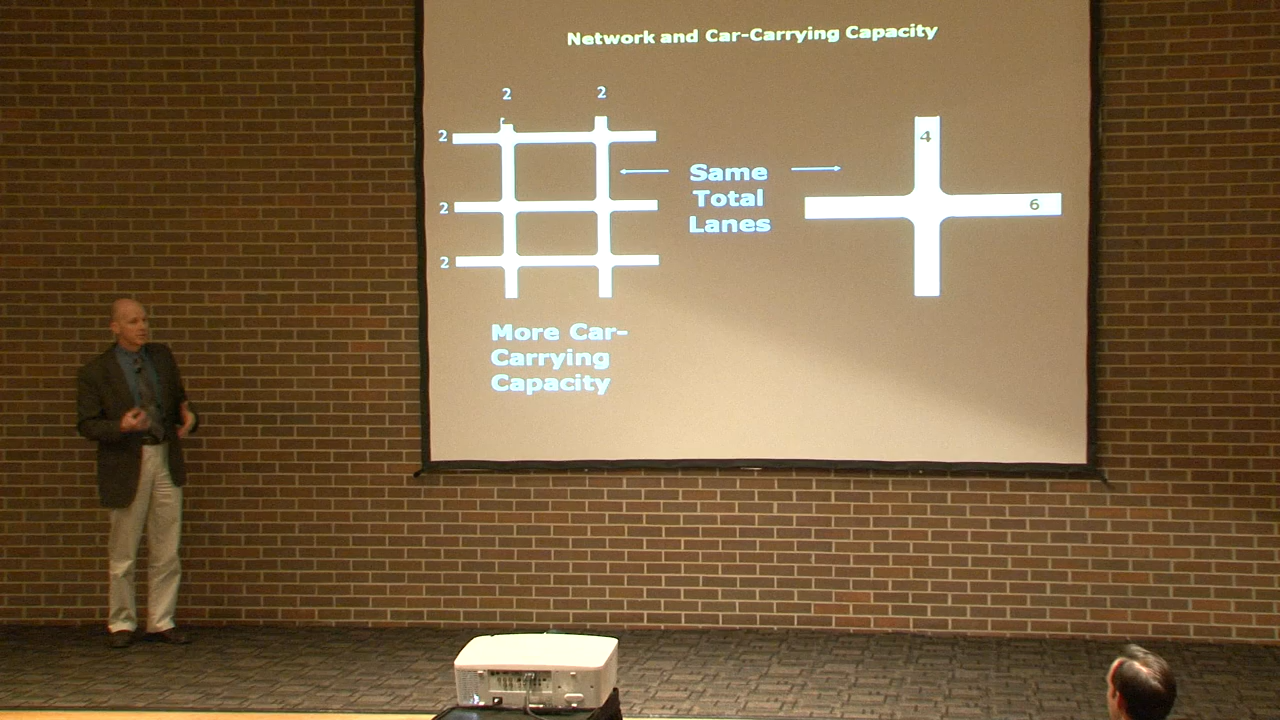 Network and Car-Carrying Capacity
2 2
2
2
2
4
6
Same
Total
Lanes
More Car-
Carrying
Capacity